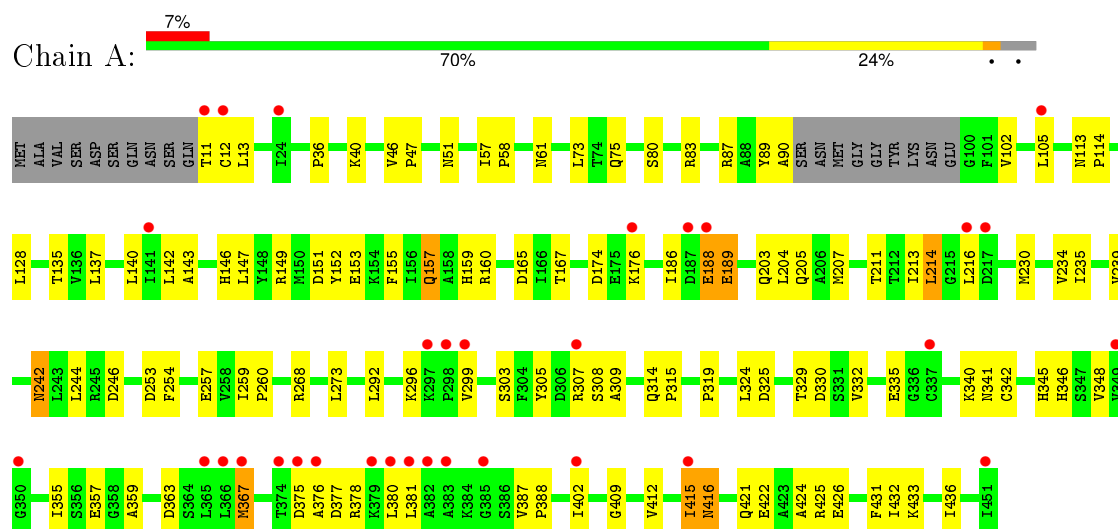 7%
Chain A:
70% 24% • •
MET ALA VAL SER ASP SER GLN ASN SER GLN T11 C12 L13 I24 P36 K40 V46 P47 N51 I57 P58 N61 L73 T74 Q75 S80 R83 R87 A88 Y89 A90 SER ASN MET GLY GLY TYR LYS ASN GLU G100 F101 V102 L105 N113 P114
L128 T135 V136 L137 L140 I141 L142 A143 H146 L147 Y148 R149 M150 D151 Y152 E153 K154 F155 I156 Q157 A158 H159 R160 D165 I166 T167 D174 E175 K176 I186 D187 E188 E189 Q203 L204 Q205 A206 M207 T211 T212 I213 L214 G215 L216 D217 M230 V234 I235
N242 L243 L244 R245 D246 D253 F254 E257 V258 I259 P260 R268 L273 L292 K296 K297 P298 V299 S303 F304 Y305 D306 R307 S308 A309 Q314 P315 P319 L324 D325 T329 D330 S331 V332 E335 G336 C337 K340 N341 C342 H345 H346 S347 V348
G350 L355 S356 E357 G358 A359 D363 S364 L365 L366 M367 T374 D375 A376 D377 R378 K379 L380 L381 A382 A383 K384 G385 S386 V387 P388 I402 G409 V412 I415 N416 Q421 E422 A423 A424 R425 E426 F431 I432 K433 I436 I451